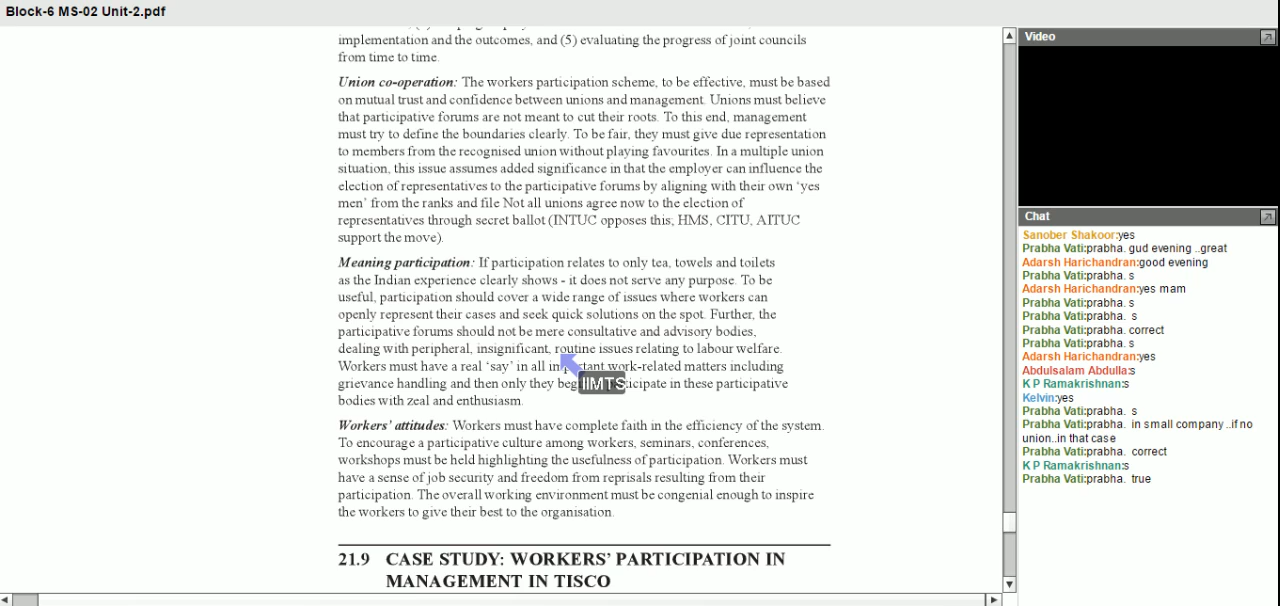 Block-6 MS-02 Unit-2.pdf
implementation and the outcomes, and (5) evaluating the progress of joint councils
from time to time.
Union co-operation: The workers participation scheme, to be effective, must be based
on mutual trust and confidence between unions and management. Unions must believe
that participative forums are not meant to cut their roots. To this end, management
must try to define the boundaries clearly. To be fair, they must give due representation
to members from the recognised union without playing favourites. In a multiple union
situation, this issue assumes added significance in that the employer can influence the
election of representatives to the participative forums by aligning with their own ‘yes
men’ from the ranks and file Not all unions agree now to the election of
representatives through secret ballot (INTUC opposes this; HMS, CITU, AITUC
support the move).
Meaning participation: If participation relates to only tea, towels and toilets
as the Indian experience clearly shows - it does not serve any purpose. To be
useful, participation should cover a wide range of issues where workers can
openly represent their cases and seek quick solutions on the spot. Further, the
participative forums should not be mere consultative and advisory bodies,
dealing with peripheral, insignificant, routine issues relating to labour welfare.
Workers must have a real ‘say’ in all important work-related matters including
grievance handling and then only they participate in these participative
bodies with zeal and enthusiasm.
IIMTS
Workers’ attitudes: Workers must have complete faith in the efficiency of the system.
To encourage a participative culture among workers, seminars, conferences,
workshops must be held highlighting the usefulness of participation. Workers must
have a sense of job security and freedom from reprisals resulting from their
participation. The overall working environment must be congenial enough to inspire
the workers to give their best to the organisation.
21.9 CASE STUDY: WORKERS’ PARTICIPATION IN
MANAGEMENT IN TISCO
Video
Chat
Sanober Shakoor:yes
Prabha Vati:prabha. gud evening ..great
Adarsh Harichandran:good evening
Prabha Vati:prabha. s
Adarsh Harichandran:yes mam
Prabha Vati:prabha. s
Prabha Vati:prabha. s
Prabha Vati:prabha. correct
Prabha Vati:prabha. s
Adarsh Harichandran:yes
Abdulsalam Abdulla:s
K P Ramakrishnan:s
Kelvin:yes
Prabha Vati:prabha. s
Prabha Vati:prabha. in small company ..if no
union..in that case
Prabha Vati:prabha. correct
K P Ramakrishnan:s
Prabha Vati:prabha. true